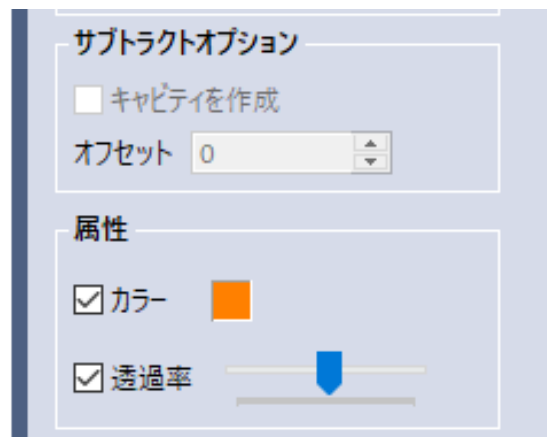 サブトラクトオプション
キャビティを作成
オフセット 0
属性
カラー
透過率